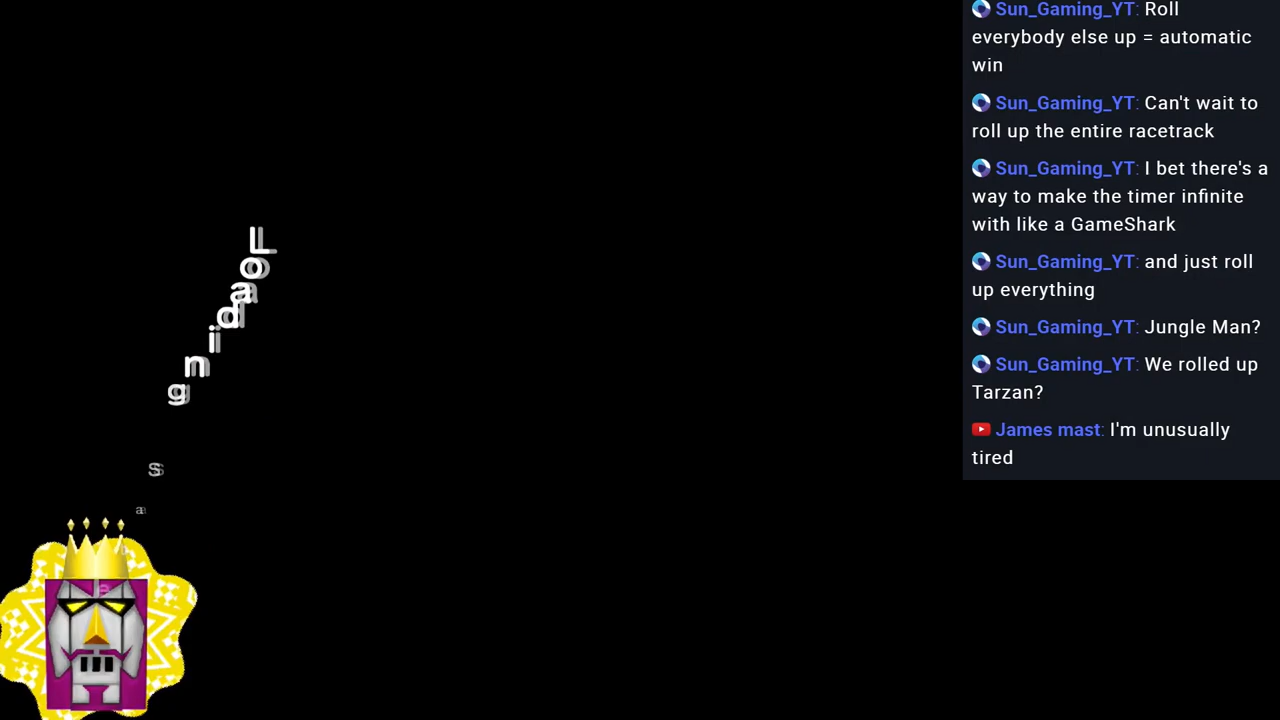 Loading
s
a
Sun_Gaming_YT: Roll
everybody else up = automatic
win
Sun_Gaming_YT: Can't wait to
roll up the entire racetrack
Sun_Gaming_YT: I bet there's a
way to make the timer infinite
with like a GameShark
Sun_Gaming_YT: and just roll
up everything
Sun_Gaming_YT: Jungle Man?
Sun_Gaming_YT: We rolled up
Tarzan?
James mast: I'm unusually
tired